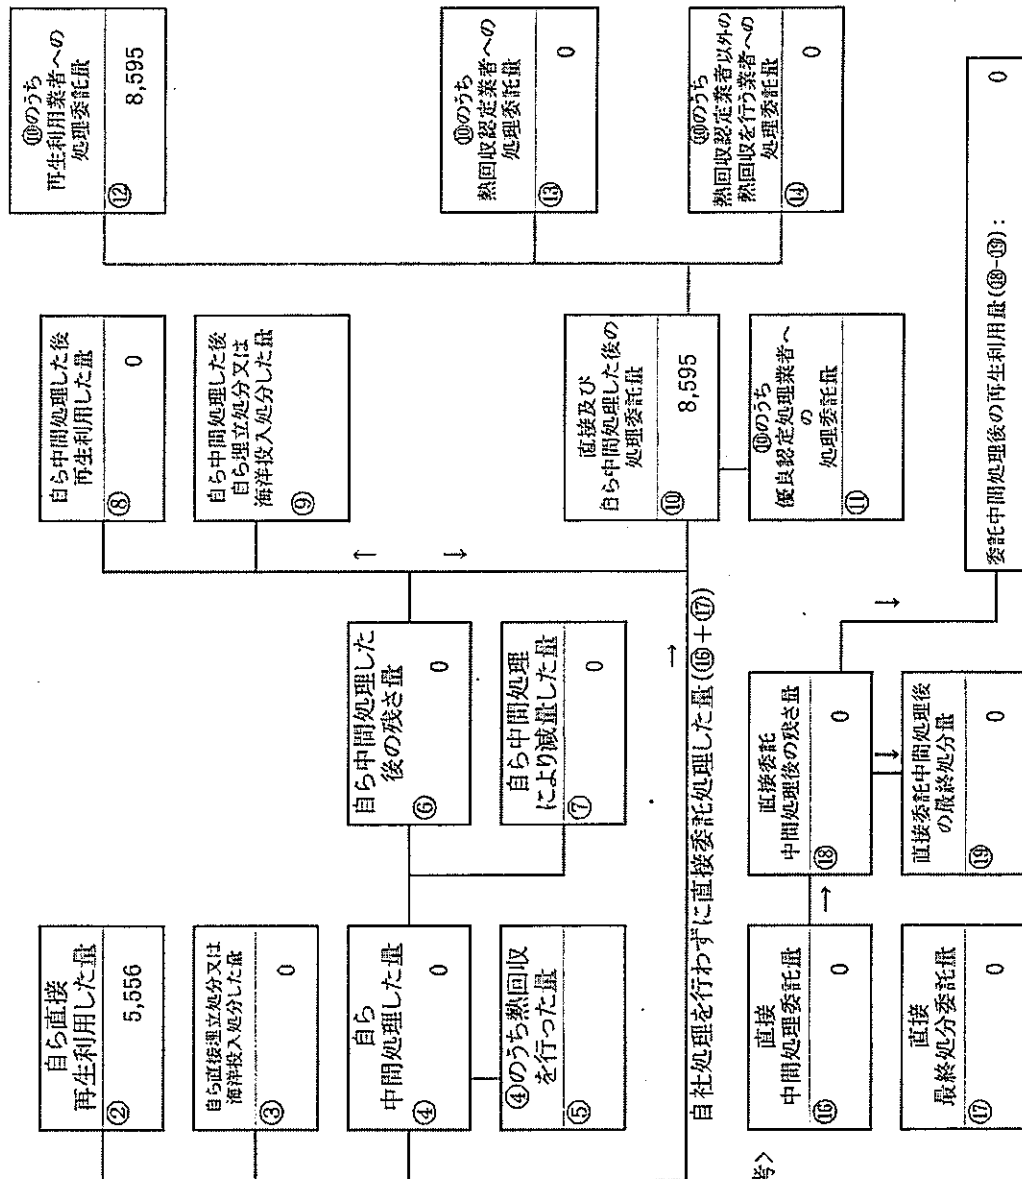 自ら直接
再生利用した量
② 5,556
自ら直接埋立処分又は
海洋投入処分した量
③ 0
自ら
中間処理した量
④ 0
④のうち熱回収
を行った量
⑤
自ら中間処理した
後の残さ量
⑥ 0
自ら中間処理
により減量した量
⑦ 0
自ら中間処理した後
再生利用した量
⑧ 0
自ら中間処理した後
自ら埋立処分又は
海洋投入処分した量
⑨
↑
↓
→
自社処理を行わずに直接委託処理した量(⑯+⑰)
直接及び
自ら中間処理した後の
処理委託量
⑩ 8,595
⑩のうち
優良認定処理業者へ
の
処理委託量
⑪
⑩のうち
再生利用業者への
処理委託量
⑫ 8,595
⑩のうち
熱回収認定業者への
処理委託量
⑬ 0
⑩のうち
熱回収認定業者以外の
熱回収を行う業者への
処理委託量
⑭ 0
考>
直接
中間処理委託量
⑯ 0
→
直接
最終処分委託量
⑰ 0
直接委託
中間処理後の残さ量
⑱ 0
↓
↓
直接委託中間処理後
の最終処分量
⑲ 0
委託中間処理後の再生利用量(⑱-⑲): 0